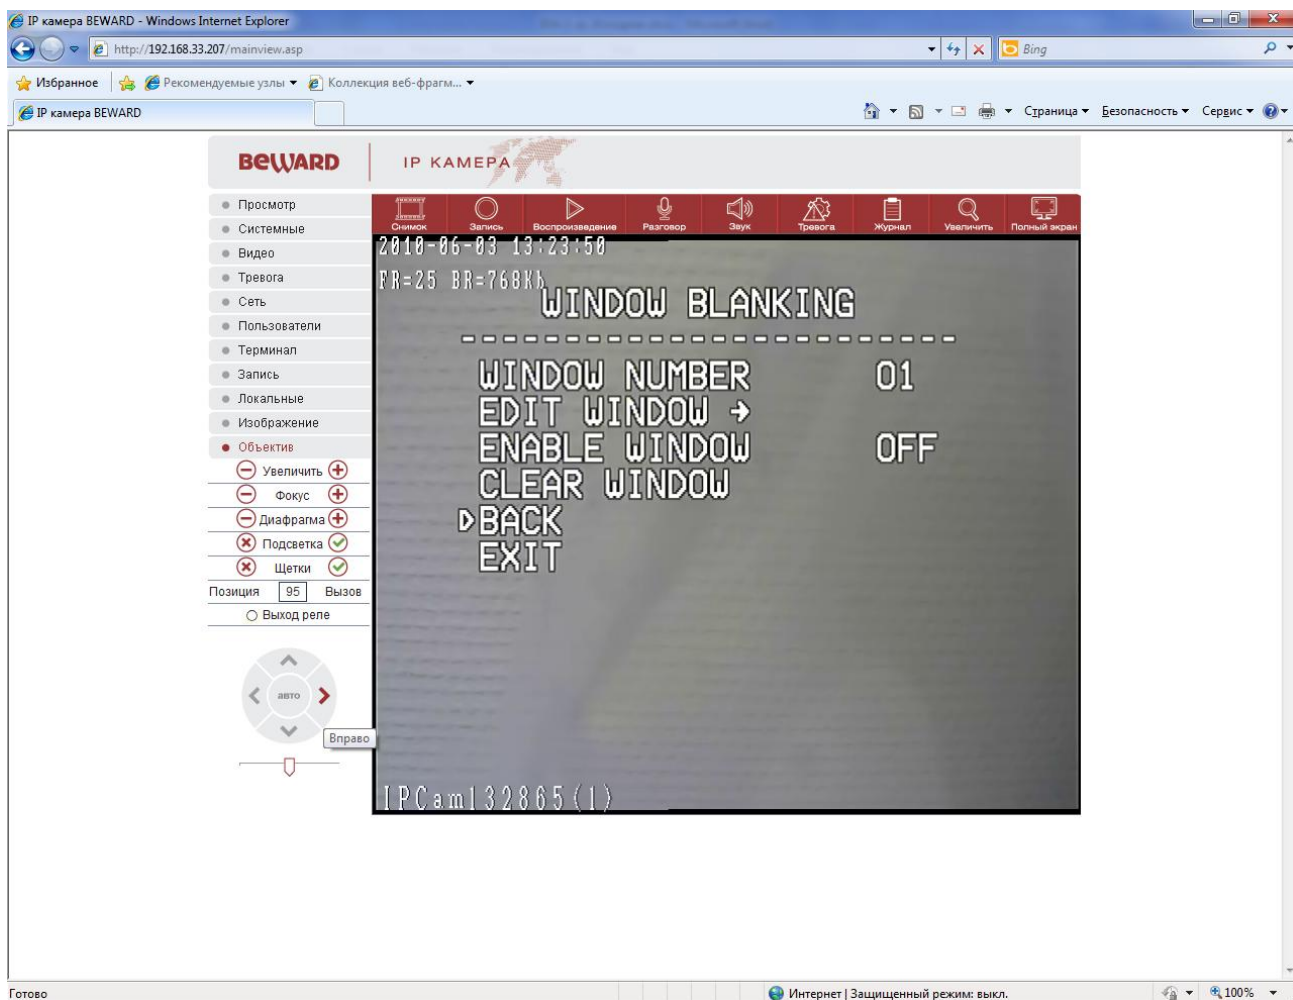 IP камера BEWARD - Windows Internet Explorer
http://192.168.33.207/mainview.asp
Bing
Избранное
Рекомендуемые узлы
Коллекция веб-фрагм...
IP камера BEWARD
Страница
Безопасность
Сервис
BEWARD
IP КАМЕРА
Просмотр
Системные
Видео
Тревога
Сеть
Пользователи
Терминал
Запись
Локальные
Изображение
Объектив
Увеличить
Фокус
Диафрагма
Подсветка
Щетки
Позиция 95 Вызов
Выход реле
авто
Вправо
Снимок
Запись
Воспроизведение
Разговор
Звук
Тревога
Журнал
Увеличить
Полный экран
2010-06-03 13:23:50
FR=25 BR=768Kb
WINDOW BLANKING
--------------------------
WINDOW NUMBER 01
EDIT WINDOW →
ENABLE WINDOW OFF
CLEAR WINDOW
BACK
EXIT
IPCam132865(1)
Готово
Интернет | Защищенный режим: выкл.
100%